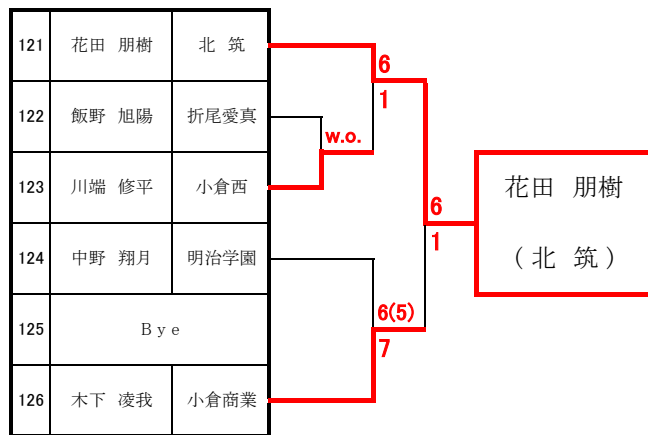 121 花田 朋樹 北 筑
122 飯野 旭陽 折尾愛真
123 川端 修平 小倉西
124 中野 翔月 明治学園
125 Bye
126 木下 凌我 小倉商業
6
1
w.o.
6
1
6(5)
7
花田 朋樹
(北 筑)